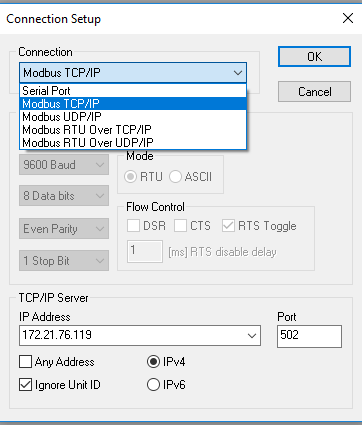 Connection Setup
Connection
OK
Modbus TCP/IP
Serial Port
Cancel
Modbus TCP/IP
Modbus UDP/IP
Modbus RTU Over TCP/IP
Modbus RTU Over UDP/IP
9600 Baud
Mode
RTU ASCII
8 Data bits
Flow Control
Even Parity
DSR CTS RTS Toggle
1 Stop Bit
1 [ms] RTS disable delay
TCP/IP Server
IP Address Port
172.21.76.119 502
Any Address IPv4
Ignore Unit ID IPv6